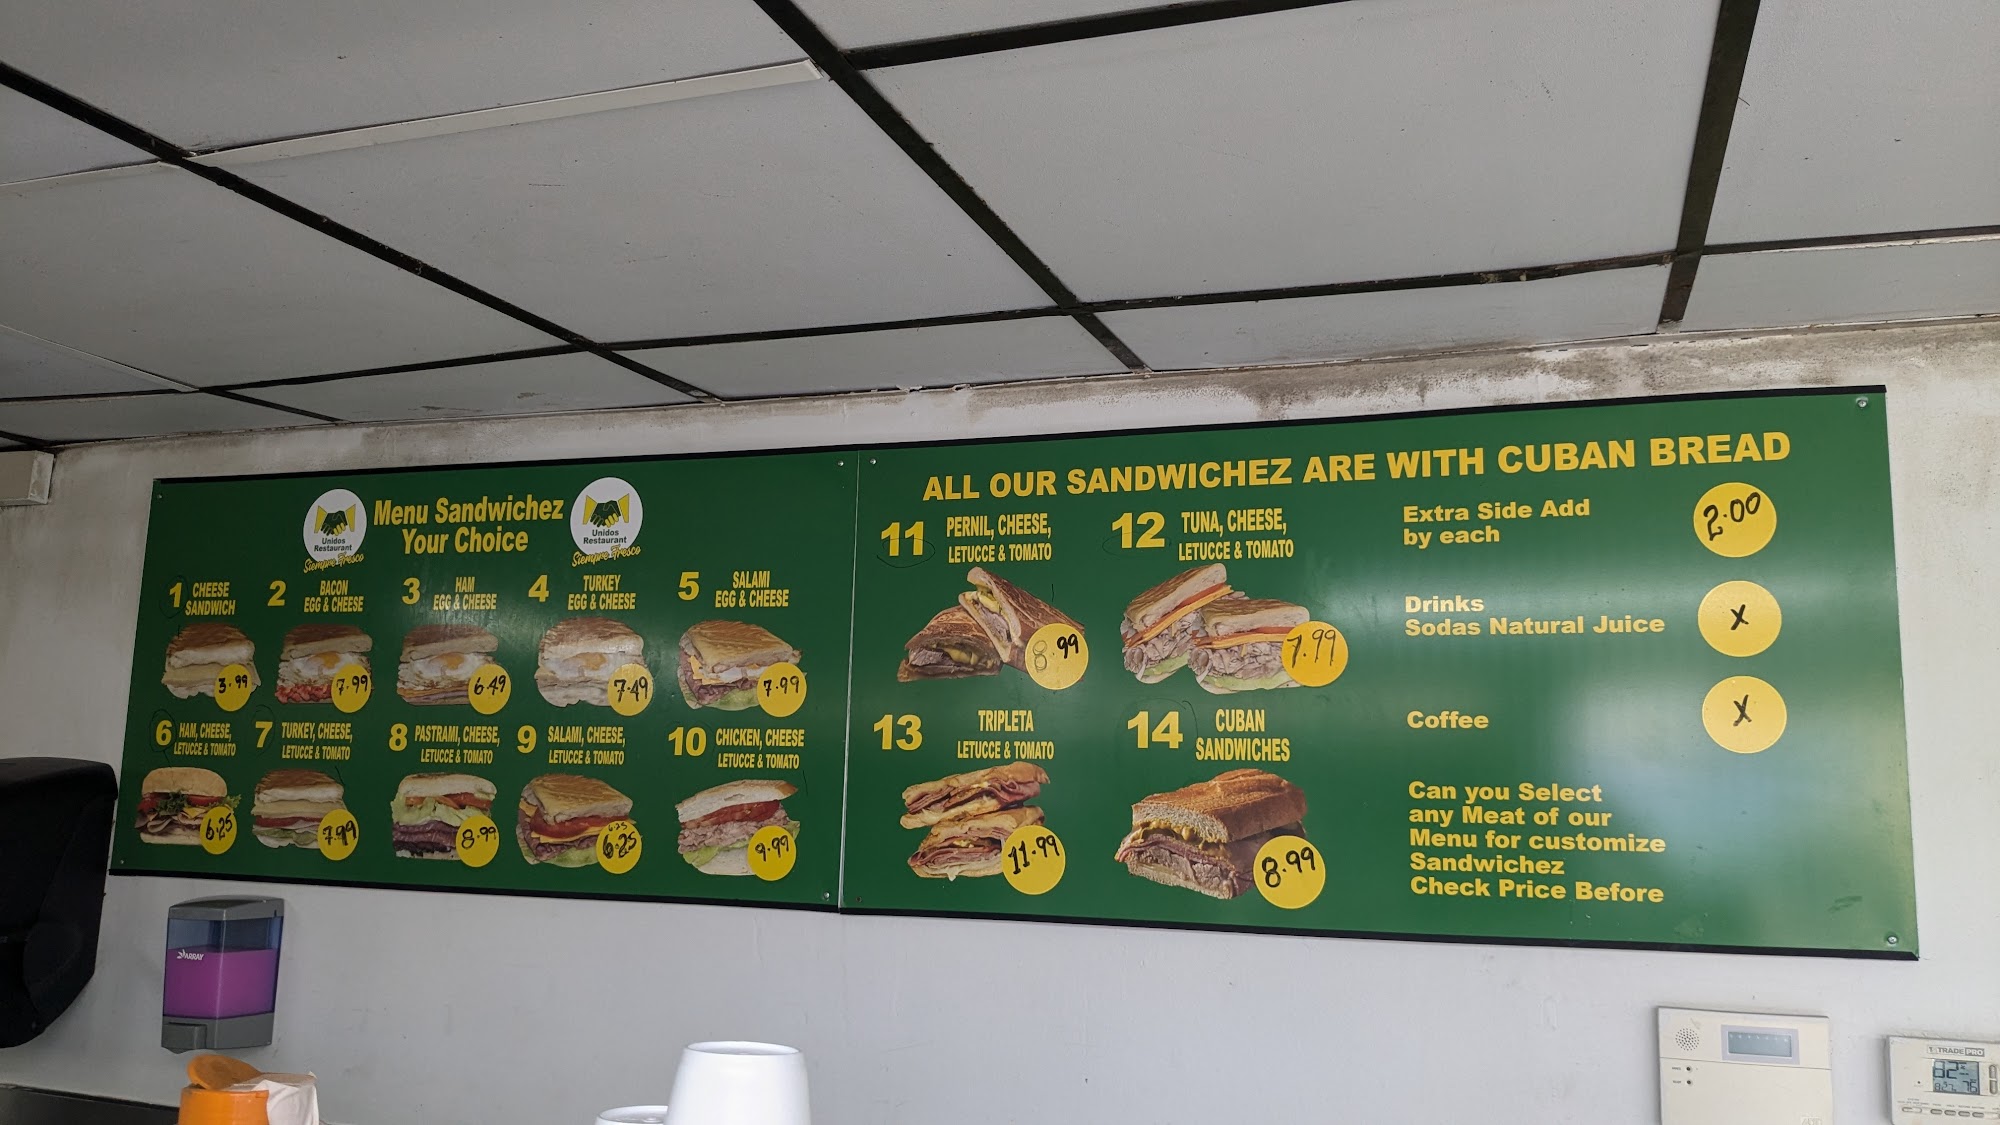 Menu Sandwichez
Your Choice
Unidos
Restaurant
Siempre Fresco
Unidos
Restaurant
Siempre Fresco
1 CHEESE
SANDWICH
3.99
2 BACON
EGG & CHEESE
7.99
3 HAM
EGG & CHEESE
6.49
4 TURKEY
EGG & CHEESE
7.49
5 SALAMI
EGG & CHEESE
7.99
6 HAM, CHEESE,
LETUCCE & TOMATO
6.25
7 TURKEY, CHEESE,
LETUCCE & TOMATO
7.99
8 PASTRAMI, CHEESE,
LETUCCE & TOMATO
8.99
9 SALAMI, CHEESE,
LETUCCE & TOMATO
6.25
6.25
10 CHICKEN, CHEESE
LETUCCE & TOMATO
9.99
ALL OUR SANDWICHEZ ARE WITH CUBAN BREAD
11 PERNIL, CHEESE,
LETUCCE & TOMATO
8.99
12 TUNA, CHEESE,
LETUCCE & TOMATO
7.99
13 TRIPLETA
LETUCCE & TOMATO
11.99
14 CUBAN
SANDWICHES
8.99
Extra Side Add
by each
2.00
Drinks
Sodas Natural Juice
X
Coffee
X
Can you Select
any Meat of our
Menu for customize
Sandwichez
Check Price Before
ARRAY
TRADEPRO
82